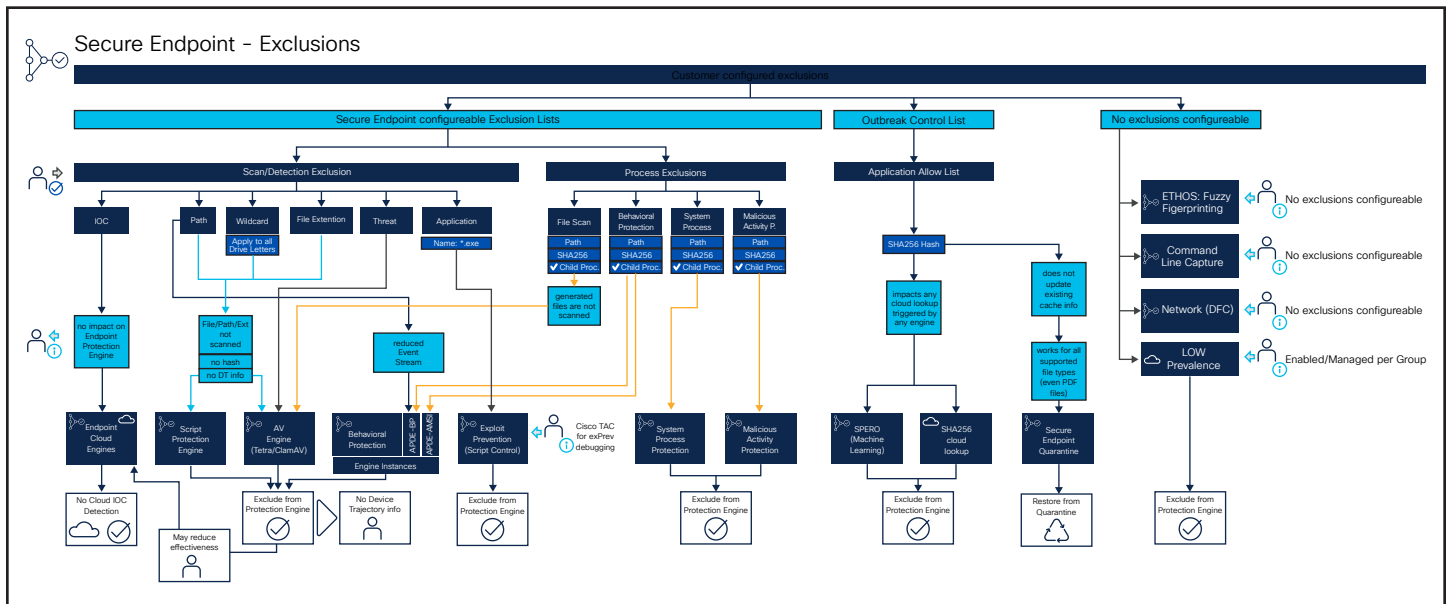 Secure Endpoint - Exclusions
Customer configured exclusions
Secure Endpoint configureable Exclusion Lists
Outbreak Control List
No exclusions configureable
Scan/Detection Exclusion
Process Exclusions
Application Allow List
IOC
Path
Wildcard
Apply to all
Drive Letters
File Extention
Threat
Application
Name: *.exe
File Scan
Path
SHA256
Child Proc.
Behavioral
Protection
Path
SHA256
Child Proc.
System
Process
Path
SHA256
Child Proc.
Malicious
Activity P.
Path
SHA256
Child Proc.
SHA256 Hash
ETHOS: Fuzzy
Figerprinting
No exclusions configureable
Command
Line Capture
No exclusions configureable
Network (DFC)
No exclusions configureable
LOW
Prevalence
Enabled/Managed per Group
no impact on
Endpoint
Protection
Engine
File/Path/Ext
not
scanned
no hash
no DT info
reduced
Event
Stream
generated
files are not
scanned
impacts any
cloud lookup
triggered by
any engine
does not
update
existing
cache info
works for all
supported
file types
(even PDF
files)
Endpoint
Cloud
Engines
Script
Protection
Engine
AV
Engine
(Tetra/ClamAV)
Behavioral
Protection
APDE-BP
APDE-AMSI
Engine Instances
Exploit
Prevention
(Script Control)
Cisco TAC
for exPrev
debugging
System
Process
Protection
Malicious
Activity
Protection
SPERO
(Machine
Learning)
SHA256
cloud
lookup
Secure
Endpoint
Quarantine
No Cloud IOC
Detection
May reduce
effectiveness
Exclude from
Protection Engine
No Device
Trajectory info
Exclude from
Protection Engine
Exclude from
Protection Engine
Exclude from
Protection Engine
Restore from
Quarantine
Exclude from
Protection Engine